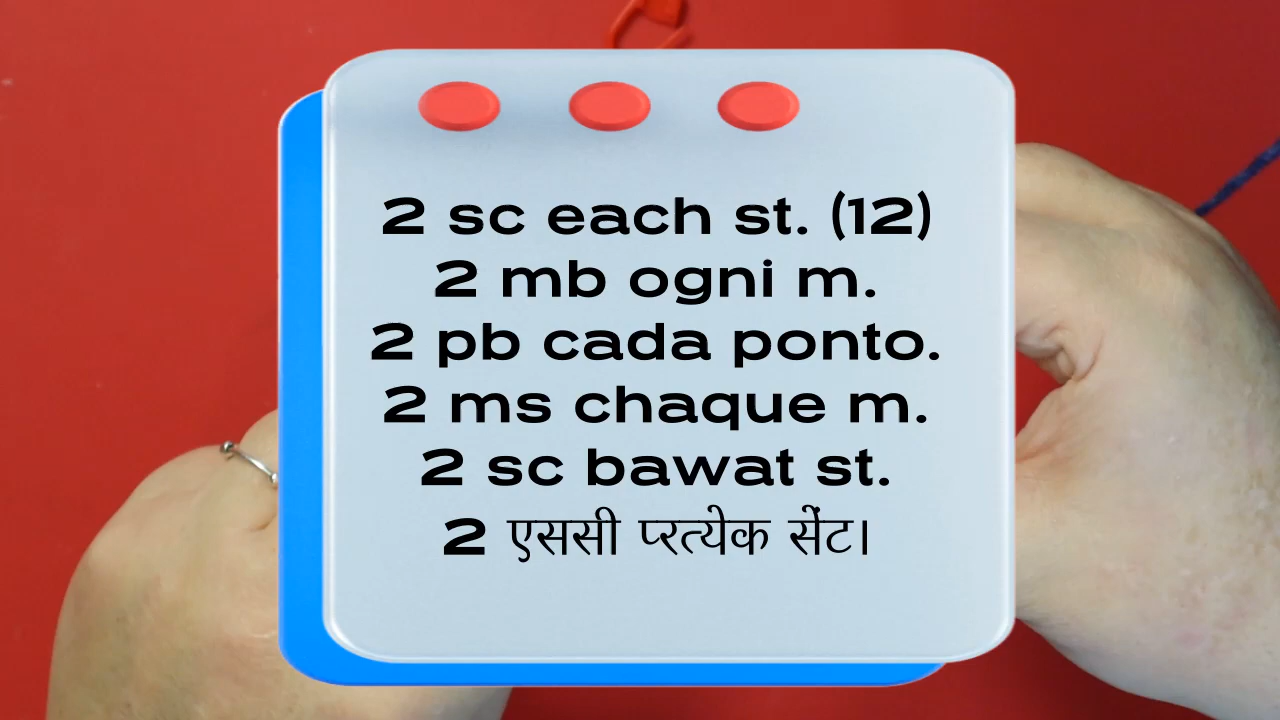 2 sc each st. (12)
2 mb ogni m.
2 pb cada ponto.
2 ms chaque m.
2 sc bawat st.
2 एससी प्रत्येक सेंट।